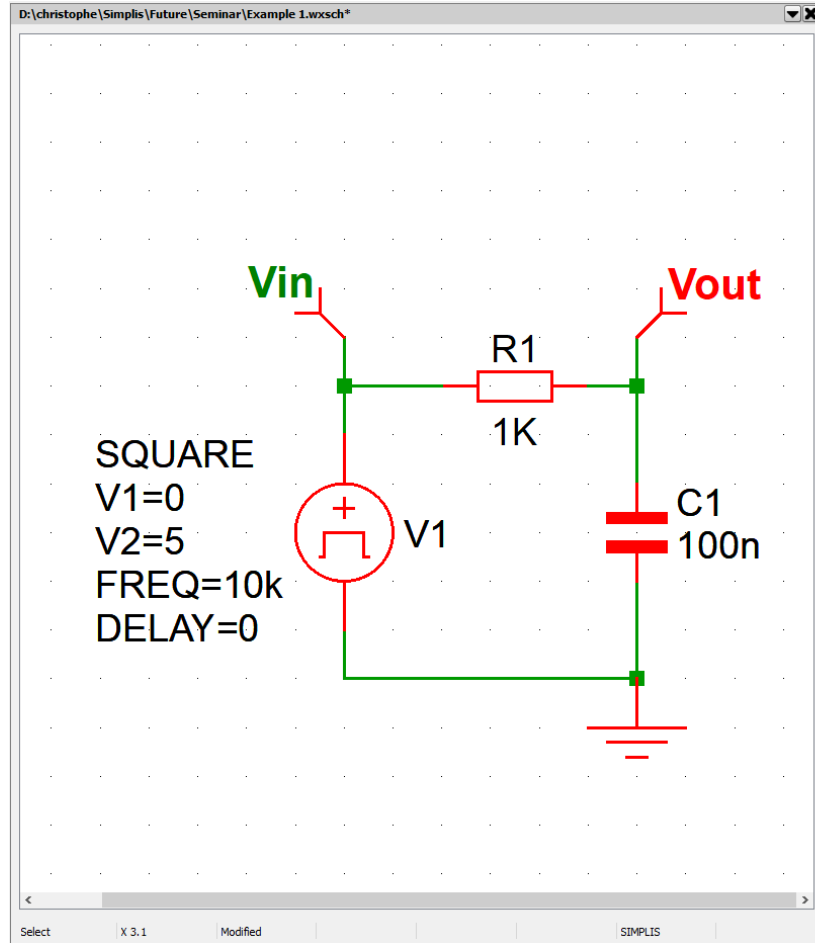 D:\christophe\Simplis\Future\Seminar\Example 1.wxsch*
Vin
Vout
R1
1K
SQUARE
V1=0
V2=5
FREQ=10k
DELAY=0
V1
C1
100n
Select
X 3.1
Modified
SIMPLIS